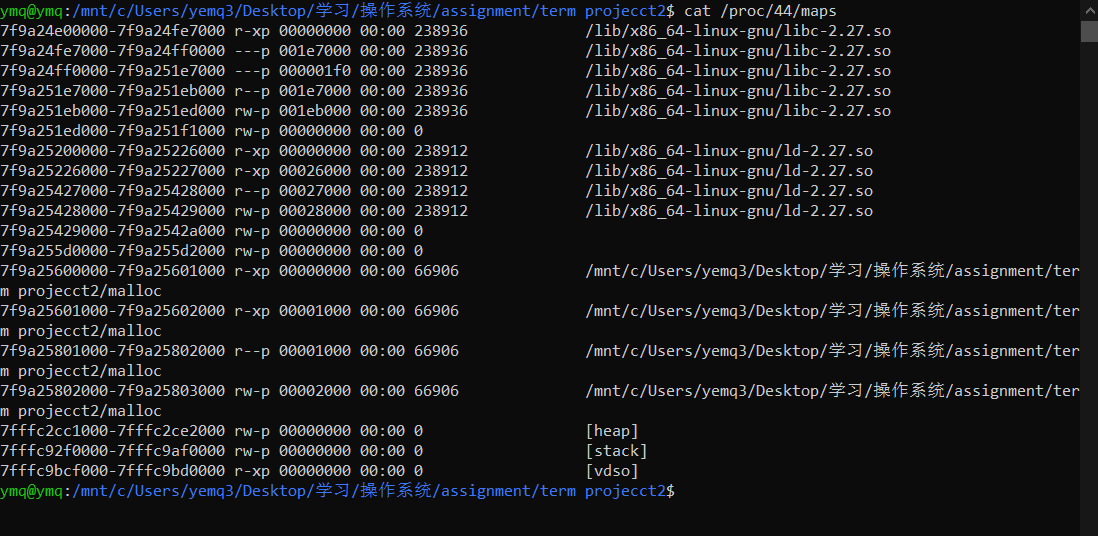 ymq@ymq:/mnt/c/Users/yemq3/Desktop/学习/操作系统/assignment/term projecct2$ cat /proc/44/maps
7f9a24e00000-7f9a24fe7000 r-xp 00000000 00:00 238936 /lib/x86_64-linux-gnu/libc-2.27.so
7f9a24fe7000-7f9a24ff0000 ---p 001e7000 00:00 238936 /lib/x86_64-linux-gnu/libc-2.27.so
7f9a24ff0000-7f9a251e7000 ---p 000001f0 00:00 238936 /lib/x86_64-linux-gnu/libc-2.27.so
7f9a251e7000-7f9a251eb000 r--p 001e7000 00:00 238936 /lib/x86_64-linux-gnu/libc-2.27.so
7f9a251eb000-7f9a251ed000 rw-p 001eb000 00:00 238936 /lib/x86_64-linux-gnu/libc-2.27.so
7f9a251ed000-7f9a251f1000 rw-p 00000000 00:00 0
7f9a25200000-7f9a25226000 r-xp 00000000 00:00 238912 /lib/x86_64-linux-gnu/ld-2.27.so
7f9a25226000-7f9a25227000 r-xp 00026000 00:00 238912 /lib/x86_64-linux-gnu/ld-2.27.so
7f9a25427000-7f9a25428000 r--p 00027000 00:00 238912 /lib/x86_64-linux-gnu/ld-2.27.so
7f9a25428000-7f9a25429000 rw-p 00028000 00:00 238912 /lib/x86_64-linux-gnu/ld-2.27.so
7f9a25429000-7f9a2542a000 rw-p 00000000 00:00 0
7f9a255d0000-7f9a255d2000 rw-p 00000000 00:00 0
7f9a25600000-7f9a25601000 r-xp 00000000 00:00 66906 /mnt/c/Users/yemq3/Desktop/学习/操作系统/assignment/ter
m projecct2/malloc
7f9a25601000-7f9a25602000 r-xp 00001000 00:00 66906 /mnt/c/Users/yemq3/Desktop/学习/操作系统/assignment/ter
m projecct2/malloc
7f9a25801000-7f9a25802000 r--p 00001000 00:00 66906 /mnt/c/Users/yemq3/Desktop/学习/操作系统/assignment/ter
m projecct2/malloc
7f9a25802000-7f9a25803000 rw-p 00002000 00:00 66906 /mnt/c/Users/yemq3/Desktop/学习/操作系统/assignment/ter
m projecct2/malloc
7fffc2cc1000-7fffc2ce2000 rw-p 00000000 00:00 0 [heap]
7fffc92f0000-7fffc9af0000 rw-p 00000000 00:00 0 [stack]
7fffc9bcf000-7fffc9bd0000 r-xp 00000000 00:00 0 [vdso]
ymq@ymq:/mnt/c/Users/yemq3/Desktop/学习/操作系统/assignment/term projecct2$